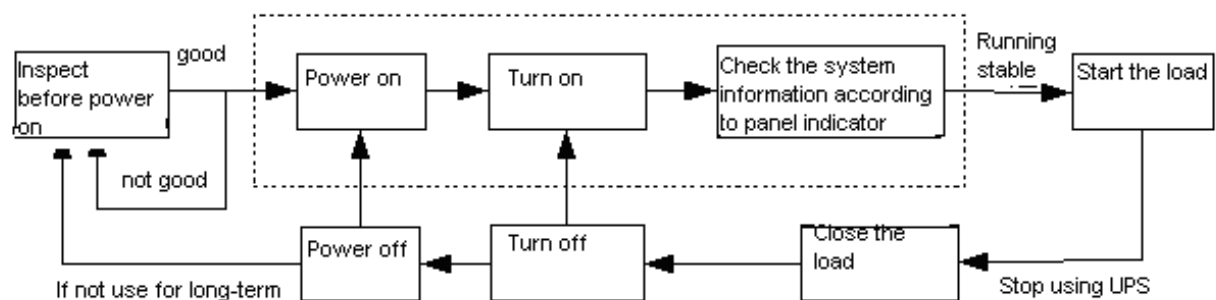 good
Inspect
before power
on
Power on
Turn on
Check the system
information according
to panel indicator
Running
stable
Start the load
not good
Power off
Turn off
Close the
load
If not use for long-term
Stop using UPS